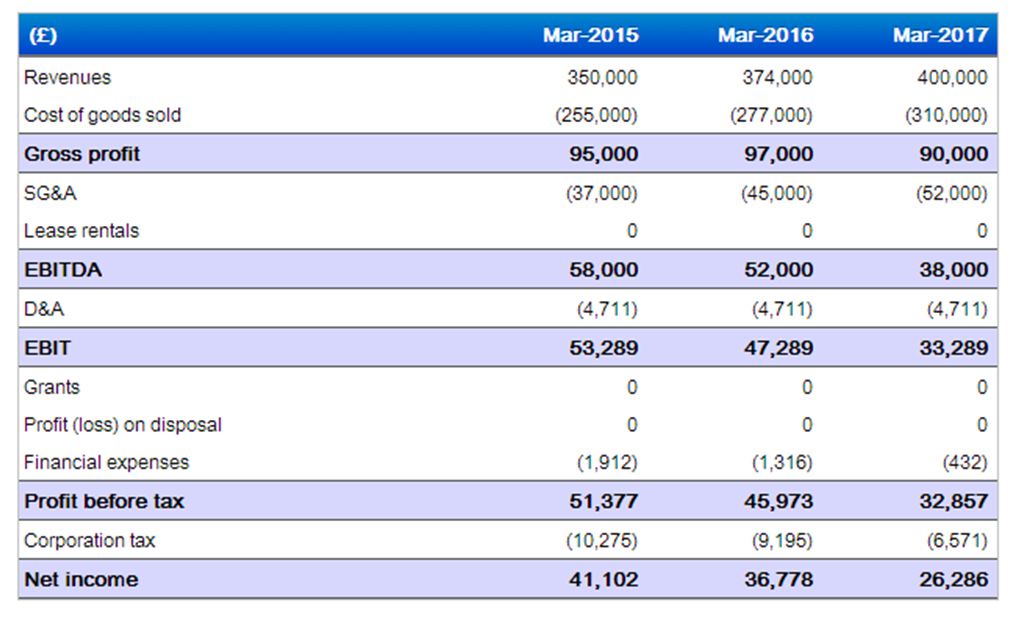 (£) Mar-2015 Mar-2016 Mar-2017
Revenues 350,000 374,000 400,000
Cost of goods sold (255,000) (277,000) (310,000)
Gross profit 95,000 97,000 90,000
SG&A (37,000) (45,000) (52,000)
Lease rentals 0 0 0
EBITDA 58,000 52,000 38,000
D&A (4,711) (4,711) (4,711)
EBIT 53,289 47,289 33,289
Grants 0 0 0
Profit (loss) on disposal 0 0 0
Financial expenses (1,912) (1,316) (432)
Profit before tax 51,377 45,973 32,857
Corporation tax (10,275) (9,195) (6,571)
Net income 41,102 36,778 26,286